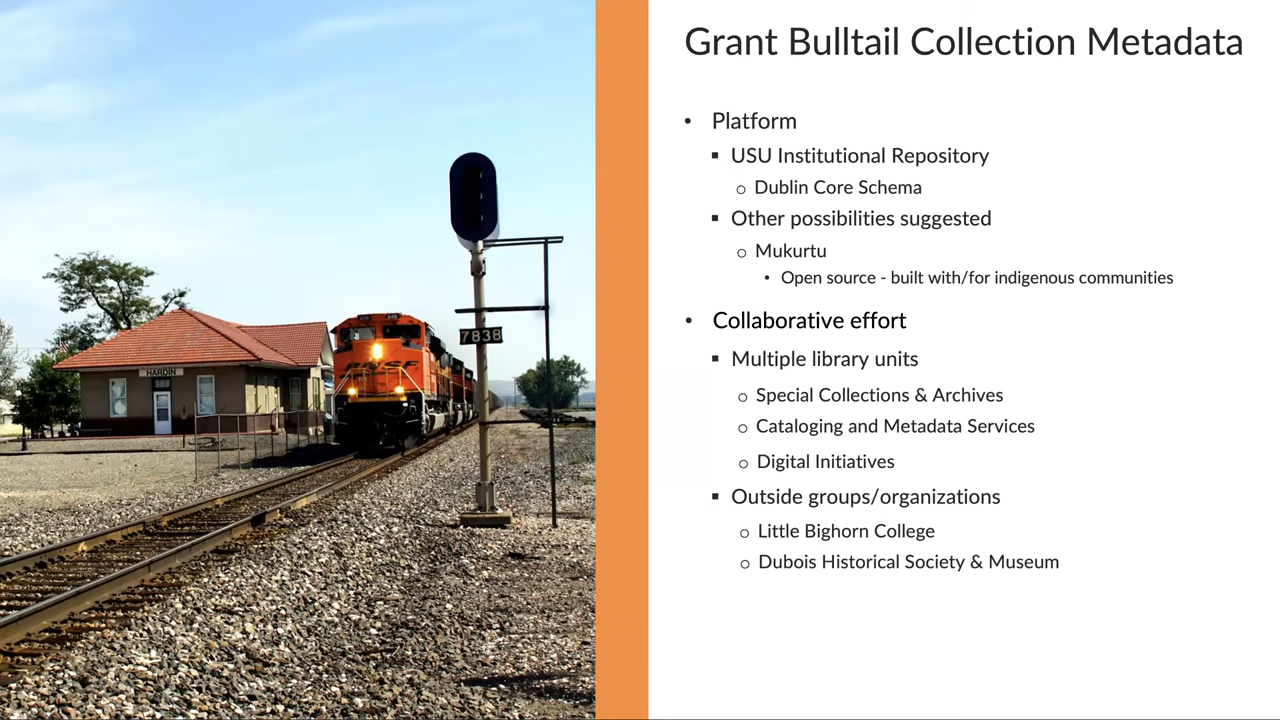 Grant Bulltail Collection Metadata
• Platform
▪ USU Institutional Repository
○ Dublin Core Schema
▪ Other possibilities suggested
○ Mukurtu
• Open source - built with/for indigenous communities
• Collaborative effort
▪ Multiple library units
○ Special Collections & Archives
○ Cataloging and Metadata Services
○ Digital Initiatives
▪ Outside groups/organizations
○ Little Bighorn College
○ Dubois Historical Society & Museum
HARDIN
BNSF
7838